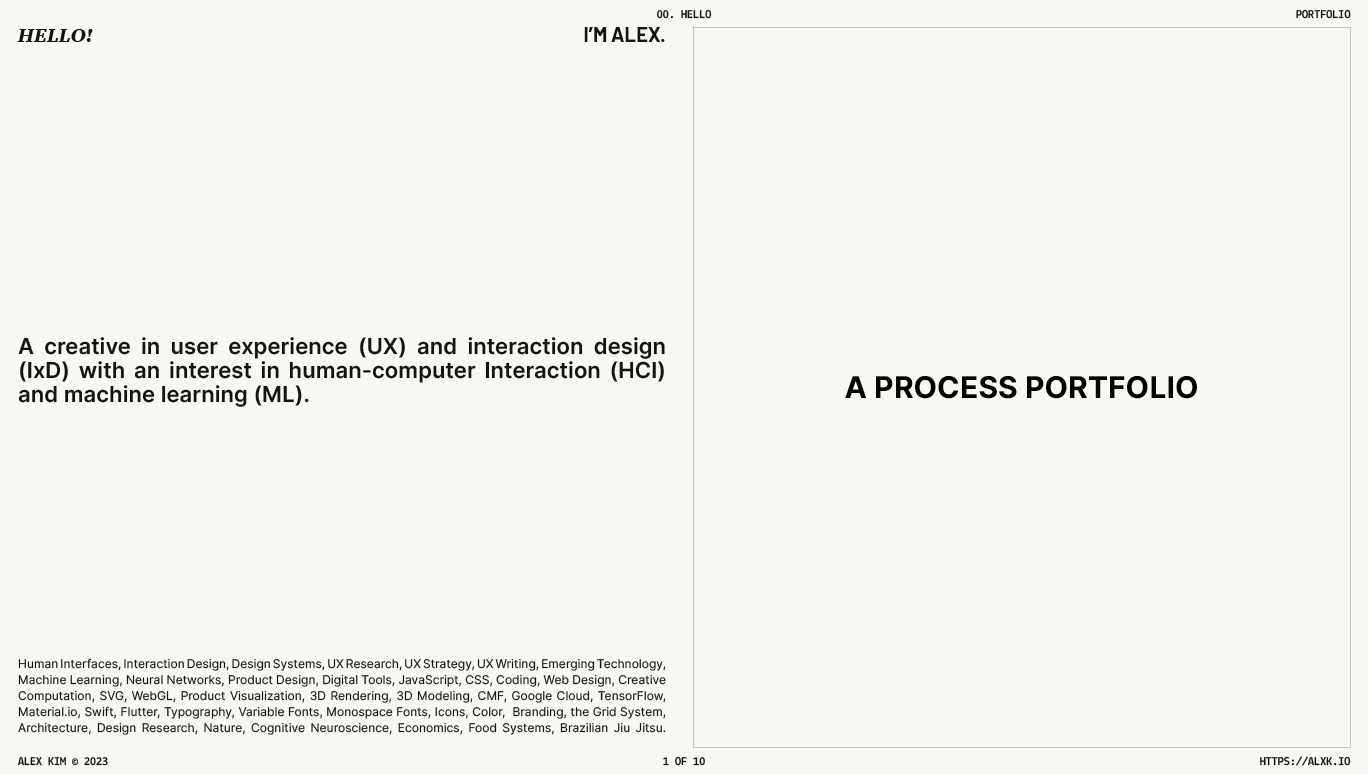 00. HELLO
PORTFOLIO
HELLO!
I'M ALEX.
A creative in user experience (UX) and interaction design
(IxD) with an interest in human-computer Interaction (HCI)
and machine learning (ML).
A PROCESS PORTFOLIO
Human Interfaces, Interaction Design, Design Systems, UX Research, UX Strategy, UX Writing, Emerging Technology,
Machine Learning, Neural Networks, Product Design, Digital Tools, JavaScript, CSS, Coding, Web Design, Creative
Computation, SVG, WebGL, Product Visualization, 3D Rendering, 3D Modeling, CMF, Google Cloud, TensorFlow,
Material.io, Swift, Flutter, Typography, Variable Fonts, Monospace Fonts, Icons, Color,  Branding, the Grid System,
Architecture, Design Research, Nature, Cognitive Neuroscience, Economics, Food Systems, Brazilian Jiu Jitsu.
ALEX KIM © 2023
1 OF 10
HTTPS://ALXK.IO